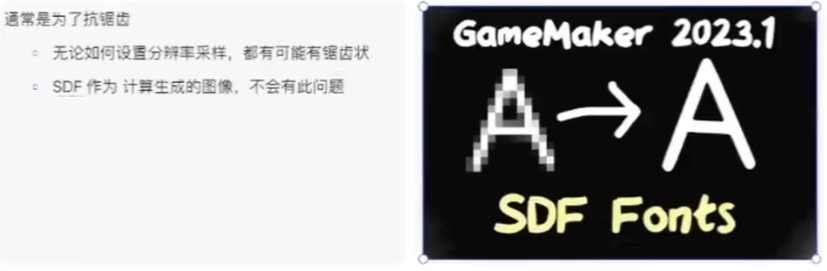 通常是为了抗锯齿
无论如何设置分辨率采样，都有可能有锯齿状
SDF 作为 计算生成的图像，不会有此问题
GameMaker 2023.1
A → A
SDF Fonts